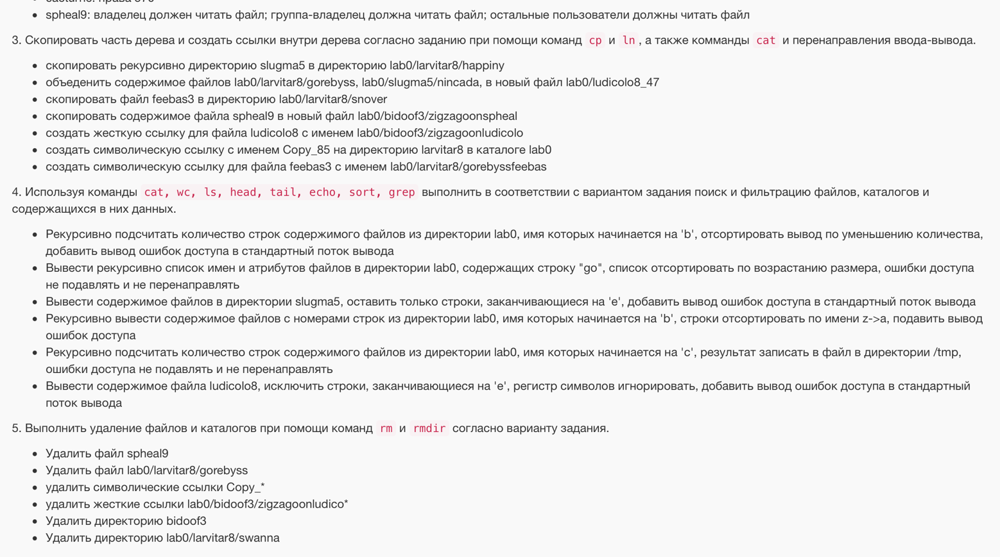 spheal9: владелец должен читать файл; группа-владелец должна читать файл; остальные пользователи должны читать файл
3. Скопировать часть дерева и создать ссылки внутри дерева согласно заданию при помощи команд cp и ln, а также комманды cat и перенаправления ввода-вывода.
скопировать рекурсивно директорию slugma5 в директорию lab0/larvitar8/happiny
объеденить содержимое файлов lab0/larvitar8/gorebyss, lab0/slugma5/nincada, в новый файл lab0/ludicolo8_47
скопировать файл feebas3 в директорию lab0/larvitar8/snover
скопировать содержимое файла spheal9 в новый файл lab0/bidoof3/zigzagoonspheal
создать жесткую ссылку для файла ludicolo8 с именем lab0/bidoof3/zigzagoonludicolo
создать символическую ссылку c именем Copy_85 на директорию larvitar8 в каталоге lab0
создать символическую ссылку для файла feebas3 с именем lab0/larvitar8/gorebyssfeebas
4. Используя команды cat, wc, ls, head, tail, echo, sort, grep выполнить в соответствии с вариантом задания поиск и фильтрацию файлов, каталогов и
содержащихся в них данных.
Рекурсивно подсчитать количество строк содержимого файлов из директории lab0, имя которых начинается на 'b', отсортировать вывод по уменьшению количества,
добавить вывод ошибок доступа в стандартный поток вывода
Вывести рекурсивно список имен и атрибутов файлов в директории lab0, содержащих строку "go", список отсортировать по возрастанию размера, ошибки доступа
не подавлять и не перенаправлять
Вывести содержимое файлов в директории slugma5, оставить только строки, заканчивающиеся на 'e', добавить вывод ошибок доступа в стандартный поток вывода
Рекурсивно вывести содержимое файлов с номерами строк из директории lab0, имя которых начинается на 'b', строки отсортировать по имени z->a, подавить вывод
ошибок доступа
Рекурсивно подсчитать количество строк содержимого файлов из директории lab0, имя которых начинается на 'c', результат записать в файл в директории /tmp,
ошибки доступа не подавлять и не перенаправлять
Вывести содержимое файла ludicolo8, исключить строки, заканчивающиеся на 'e', регистр символов игнорировать, добавить вывод ошибок доступа в стандартный
поток вывода
5. Выполнить удаление файлов и каталогов при помощи команд rm и rmdir согласно варианту задания.
Удалить файл spheal9
Удалить файл lab0/larvitar8/gorebyss
удалить символические ссылки Copy_*
удалить жесткие ссылки lab0/bidoof3/zigzagoonludico*
Удалить директорию bidoof3
Удалить директорию lab0/larvitar8/swanna